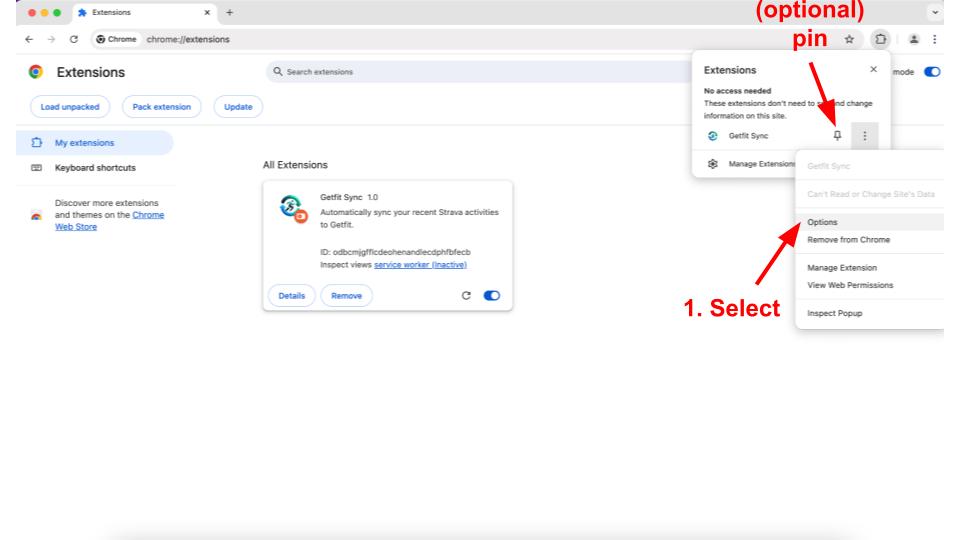 Extensions
(optional)
pin
Chrome
chrome://extensions
Extensions
Search extensions
mode
Load unpacked
Pack extension
Update
My extensions
Keyboard shortcuts
Discover more extensions
and themes on the Chrome
Web Store
All Extensions
Getfit Sync 1.0
Automatically sync your recent Strava activities
to Getfit.
ID: odbcmjgfflcdeohenandlecdphfbfecb
Inspect views service worker (Inactive)
Details
Remove
Extensions
No access needed
These extensions don't need to see and change
information on this site.
Getfit Sync
Manage Extensions
Getfit Sync
Can't Read or Change Site's Data
Options
Remove from Chrome
Manage Extension
View Web Permissions
Inspect Popup
1. Select